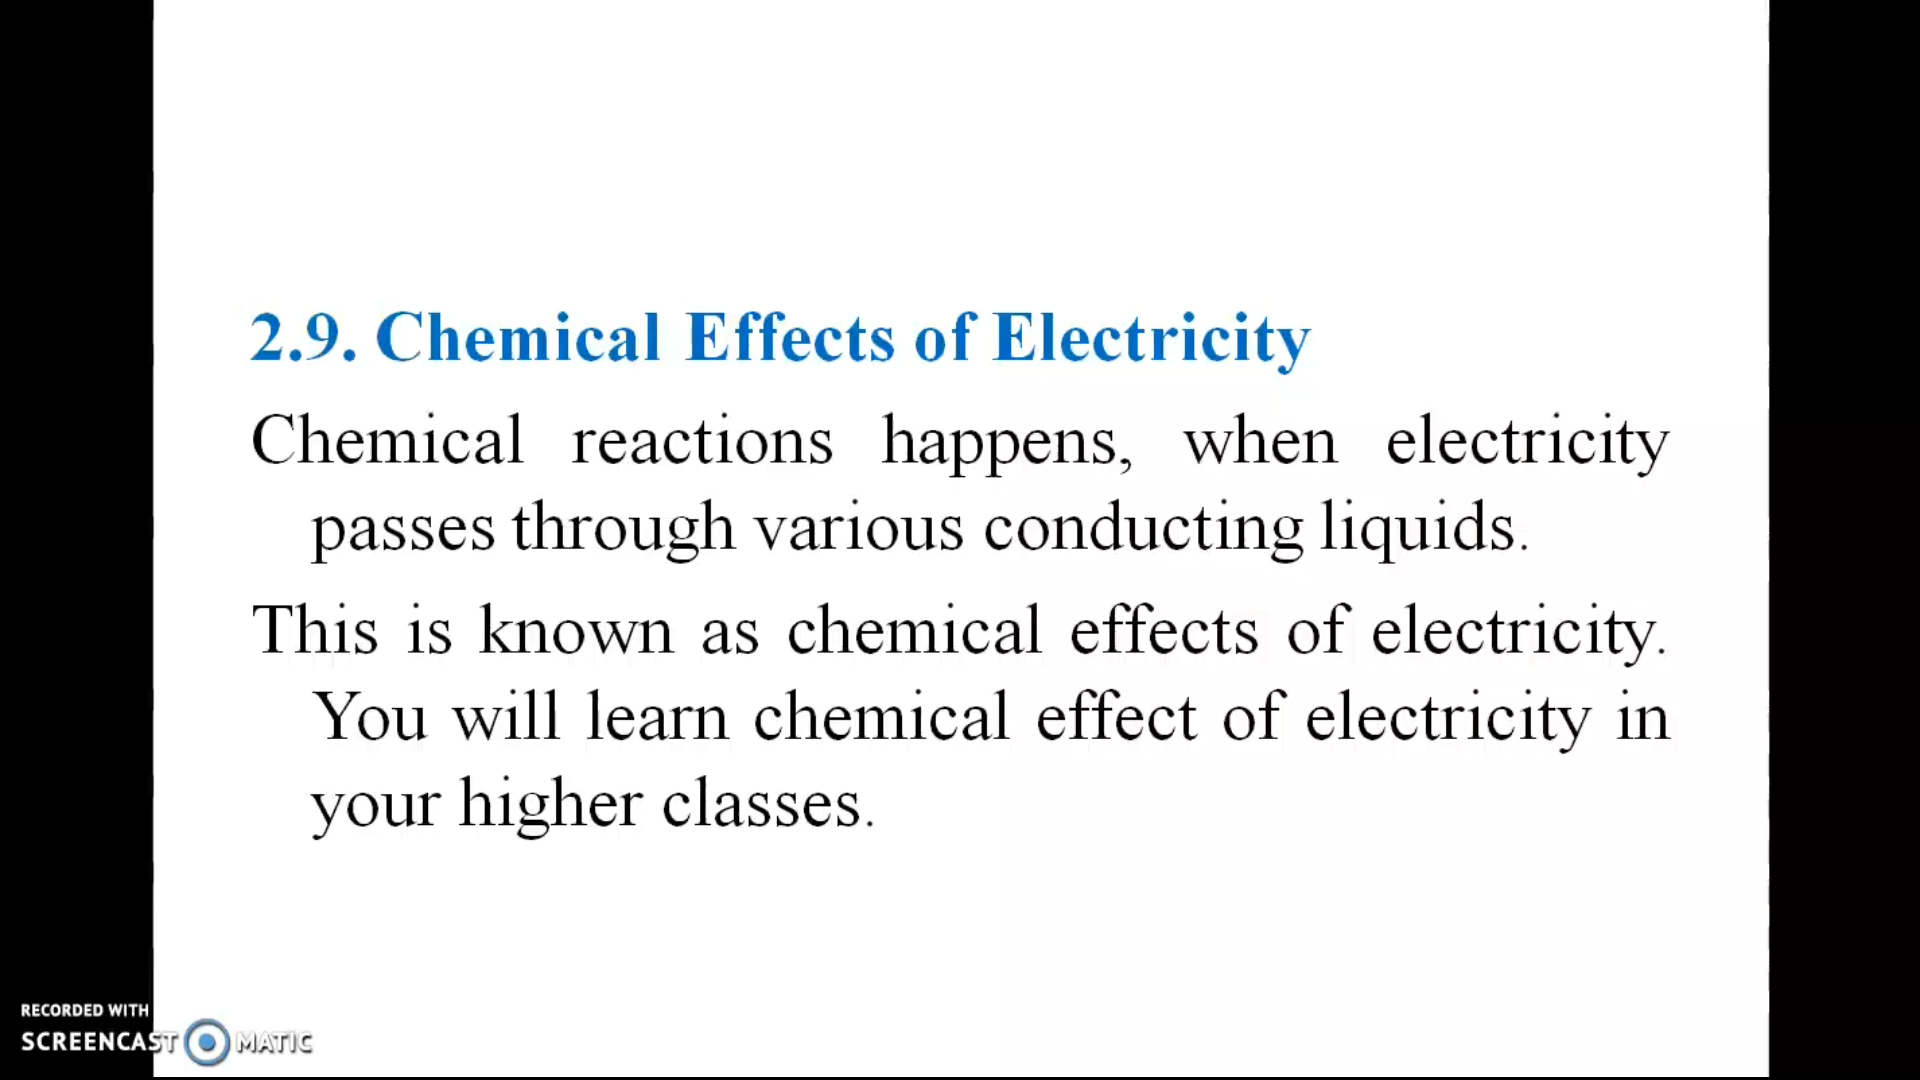 2.9. Chemical Effects of Electricity
Chemical reactions happens, when electricity
passes through various conducting liquids.
This is known as chemical effects of electricity.
You will learn chemical effect of electricity in
your higher classes.
RECORDED WITH
SCREENCAST MATIC